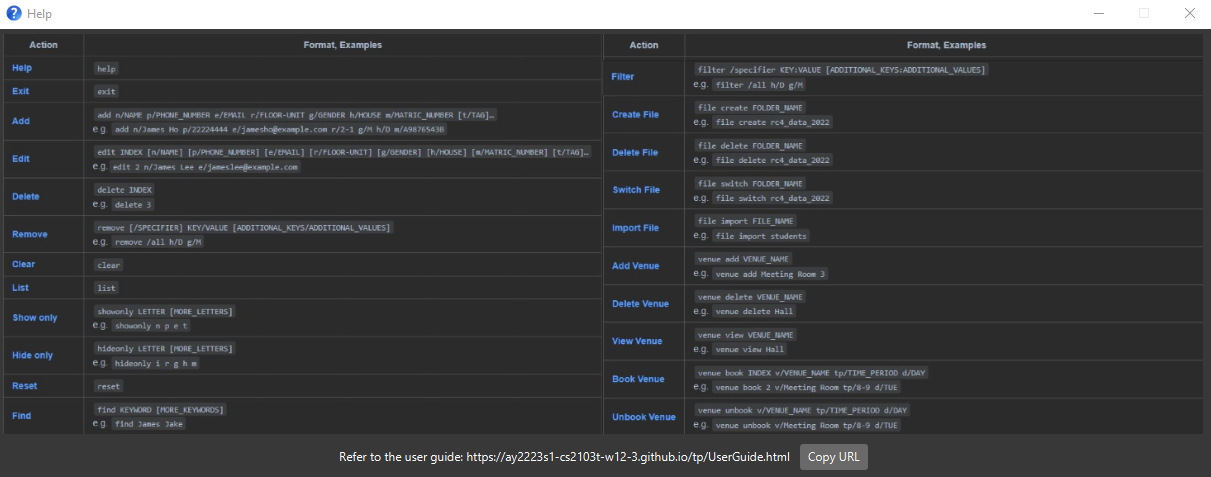 Help
Action Format, Examples
Help help
Exit exit
Add add n/NAME p/PHONE_NUMBER e/EMAIL r/FLOOR-UNIT g/GENDER h/HOUSE m/MATRIC_NUMBER [t/TAG]…
e.g. add n/James Ho p/22224444 e/jamesho@example.com r/2-1 g/M h/D m/A9876543B
Edit edit INDEX [n/NAME] [p/PHONE_NUMBER] [e/EMAIL] [r/FLOOR-UNIT] [g/GENDER] [h/HOUSE] [m/MATRIC_NUMBER] [t/TAG]…
e.g. edit 2 n/James Lee e/jameslee@example.com
Delete delete INDEX
e.g. delete 3
Remove remove [/SPECIFIER] KEY/VALUE [ADDITIONAL_KEYS/ADDITIONAL_VALUES]
e.g. remove /all h/D g/M
Clear clear
List list
Show only showonly LETTER [MORE_LETTERS]
e.g. showonly n p e t
Hide only hideonly LETTER [MORE_LETTERS]
e.g. hideonly i r g h m
Reset reset
Find find KEYWORD [MORE_KEYWORDS]
e.g. find James Jake
Action Format, Examples
Filter filter /specifier KEY:VALUE [ADDITIONAL_KEYS:ADDITIONAL_VALUES]
e.g. filter /all h/D g/M
Create File file create FOLDER_NAME
e.g. file create rc4_data_2022
Delete File file delete FOLDER_NAME
e.g. file delete rc4_data_2022
Switch File file switch FOLDER_NAME
e.g. file switch rc4_data_2022
Import File file import FILE_NAME
e.g. file import students
Add Venue venue add VENUE_NAME
e.g. venue add Meeting Room 3
Delete Venue venue delete VENUE_NAME
e.g. venue delete Hall
View Venue venue view VENUE_NAME
e.g. venue view Hall
Book Venue venue book INDEX v/VENUE_NAME tp/TIME_PERIOD d/DAY
e.g. venue book 2 v/Meeting Room tp/8-9 d/TUE
Unbook Venue venue unbook v/VENUE_NAME tp/TIME_PERIOD d/DAY
e.g. venue unbook v/Meeting Room tp/8-9 d/TUE
Refer to the user guide: https://ay2223s1-cs2103t-w12-3.github.io/tp/UserGuide.html Copy URL